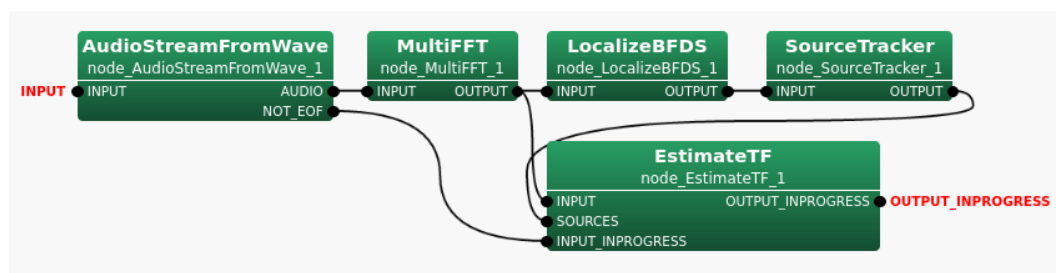 AudioStreamFromWave
node_AudioStreamFromWave_1
INPUT
INPUT
AUDIO
NOT_EOF
MultiFFT
node_MultiFFT_1
INPUT
OUTPUT
LocalizeBFDS
node_LocalizeBFDS_1
INPUT
OUTPUT
SourceTracker
node_SourceTracker_1
INPUT
OUTPUT
EstimateTF
node_EstimateTF_1
INPUT
OUTPUT_INPROGRESS
OUTPUT_INPROGRESS
SOURCES
INPUT_INPROGRESS